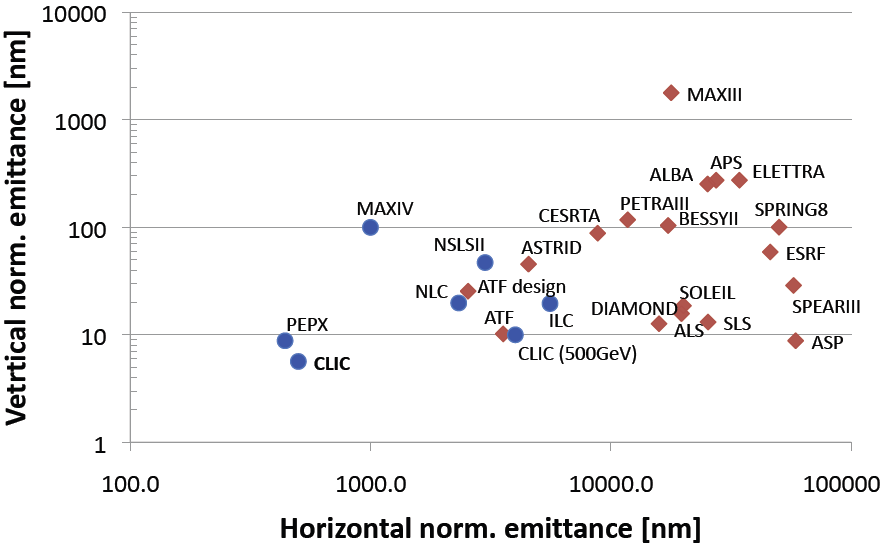 10000
MAXIII
1000
APS
ALBA
ELETTRA
PETRAIII
MAXIV
CESRTA
SPRING8
BESSYII
100
NSLSII
ASTRID
ESRF
NLC
ATF design
SOLEIL
DIAMOND
SPEARIII
ATF
ILC
PEPX
ALS
SLS
10
ASP
CLIC (500GeV)
CLIC
1
100.0
1000.0
10000.0
100000
Vetrtical norm. emittance [nm]
Horizontal norm. emittance [nm]